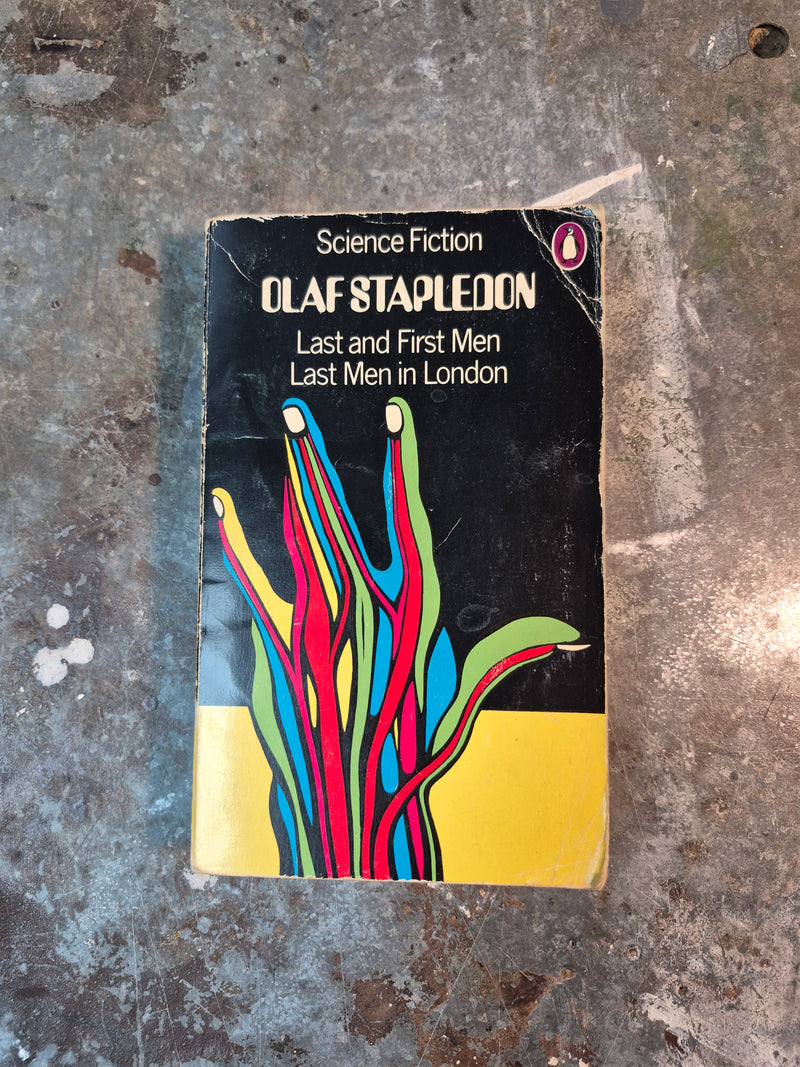 Science Fiction
OLAF STAPLEDON
Last and First Men
Last Men in London